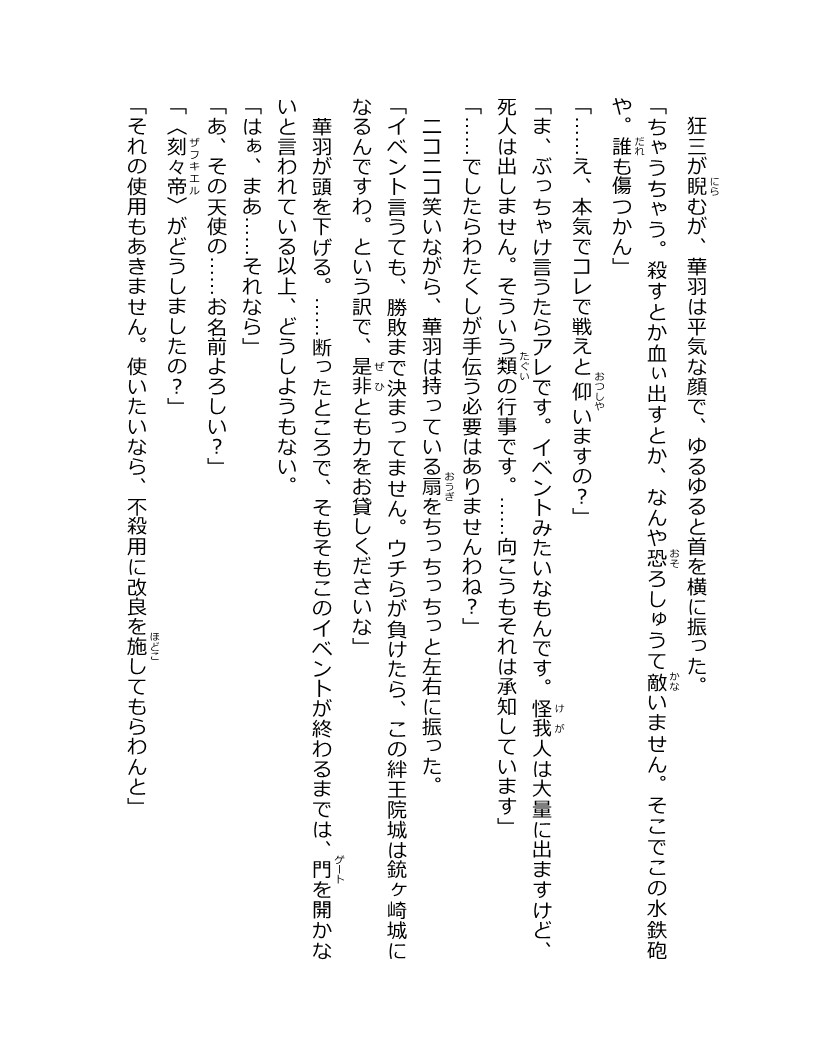 狂三が睨むが、華羽は平気な顔で、ゆるゆると首を横に振った。
「ちゃうちゃう。殺すとか血ぃ出すとか、なんや恐ろしゅうて敵いません。そこでこの水鉄砲
や。誰も傷つかん」
「……え、本気でコレで戦えと仰いますの？」
「ま、ぶっちゃけ言うたらアレです。イベントみたいなもんです。怪我人は大量に出ますけど、
死人は出しません。そういう類の行事です。……向こうもそれは承知しています」
「……でしたらわたくしが手伝う必要はありませんわね？」
ニコニコ笑いながら、華羽は持っている扇をちっちっちっと左右に振った。
「イベント言うても、勝敗まで決まってません。ウチらが負けたら、この絆王院城は銃ヶ崎城に
なるんですわ。という訳で、是非とも力をお貸しくださいな」
華羽が頭を下げる。……断ったところで、そもそもこのイベントが終わるまでは、門を開かな
いと言われている以上、どうしようもない。
「はぁ、まあ……それなら」
「あ、その天使の……お名前よろしい？」
「〈刻々帝〉がどうしましたの？」
「それの使用もあきません。使いたいなら、不殺用に改良を施してもらわんと」